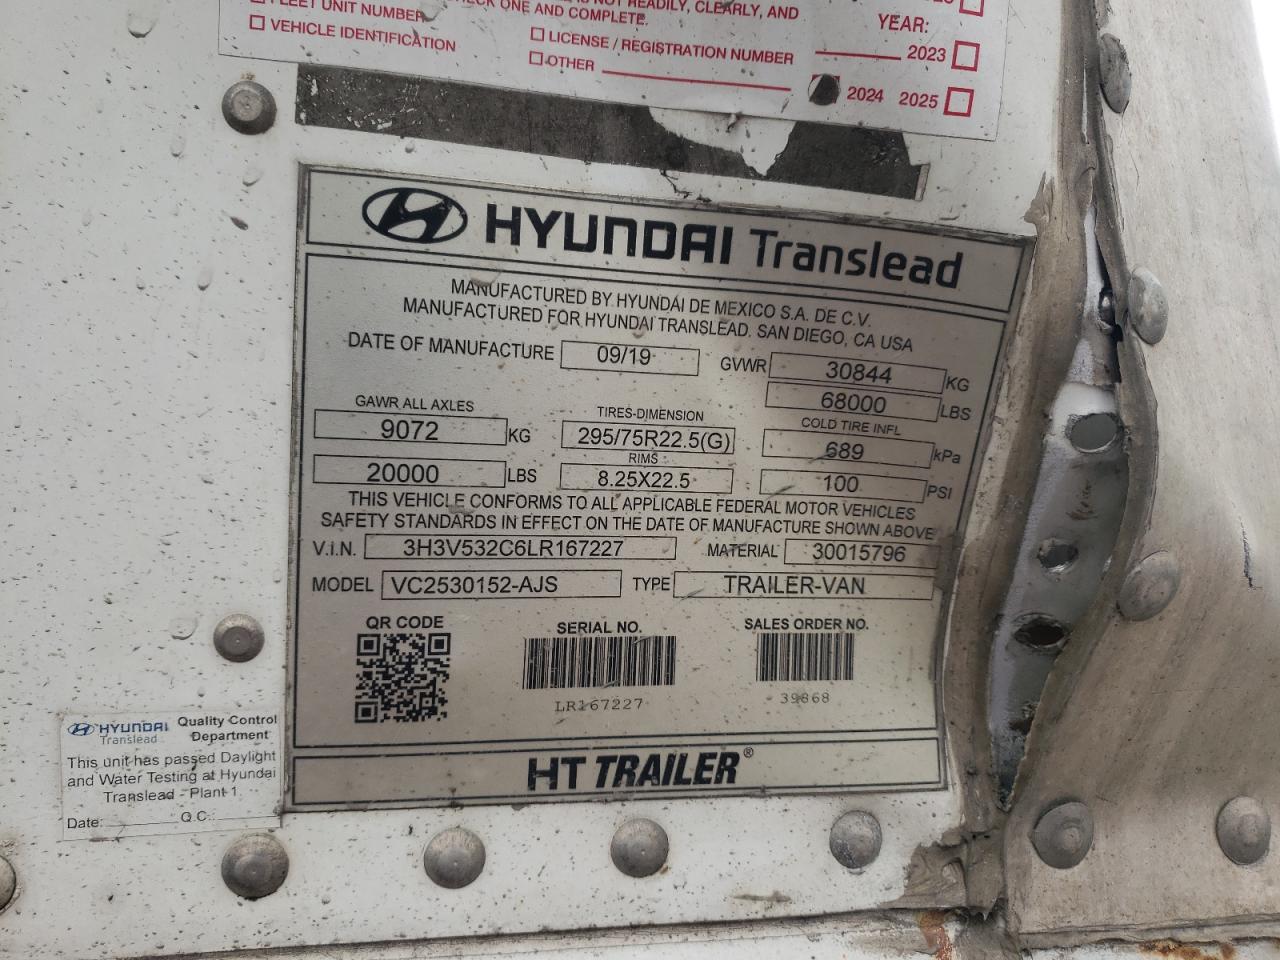 IS NOT READILY, CLEARLY, AND
FLEET UNIT NUMBER
CHECK ONE AND COMPLETE.
YEAR:
VEHICLE IDENTIFICATION
LICENSE / REGISTRATION NUMBER
2023
OTHER
2024 2025
HYUNDAI Translead
MANUFACTURED BY HYUNDAI DE MEXICO S.A. DE C.V.
MANUFACTURED FOR HYUNDAI TRANSLEAD. SAN DIEGO, CA USA
DATE OF MANUFACTURE 09/19 GVWR 30844 KG
68000 LBS
GAWR ALL AXLES TIRES-DIMENSION COLD TIRE INFL
9072 KG 295/75R22.5(G) 689 kPa
RIMS
20000 LBS 8.25X22.5 100 PSI
THIS VEHICLE CONFORMS TO ALL APPLICABLE FEDERAL MOTOR VEHICLES
SAFETY STANDARDS IN EFFECT ON THE DATE OF MANUFACTURE SHOWN ABOVE
V.I.N. 3H3V532C6LR167227 MATERIAL 30015796
MODEL VC2530152-AJS TYPE TRAILER-VAN
QR CODE SERIAL NO. SALES ORDER NO.
LR167227 39868
HT TRAILER®
HYUNDAI Translead
Quality Control
Department
This unit has passed Daylight
and Water Testing at Hyundai
Translead - Plant 1
Date: Q.C.: